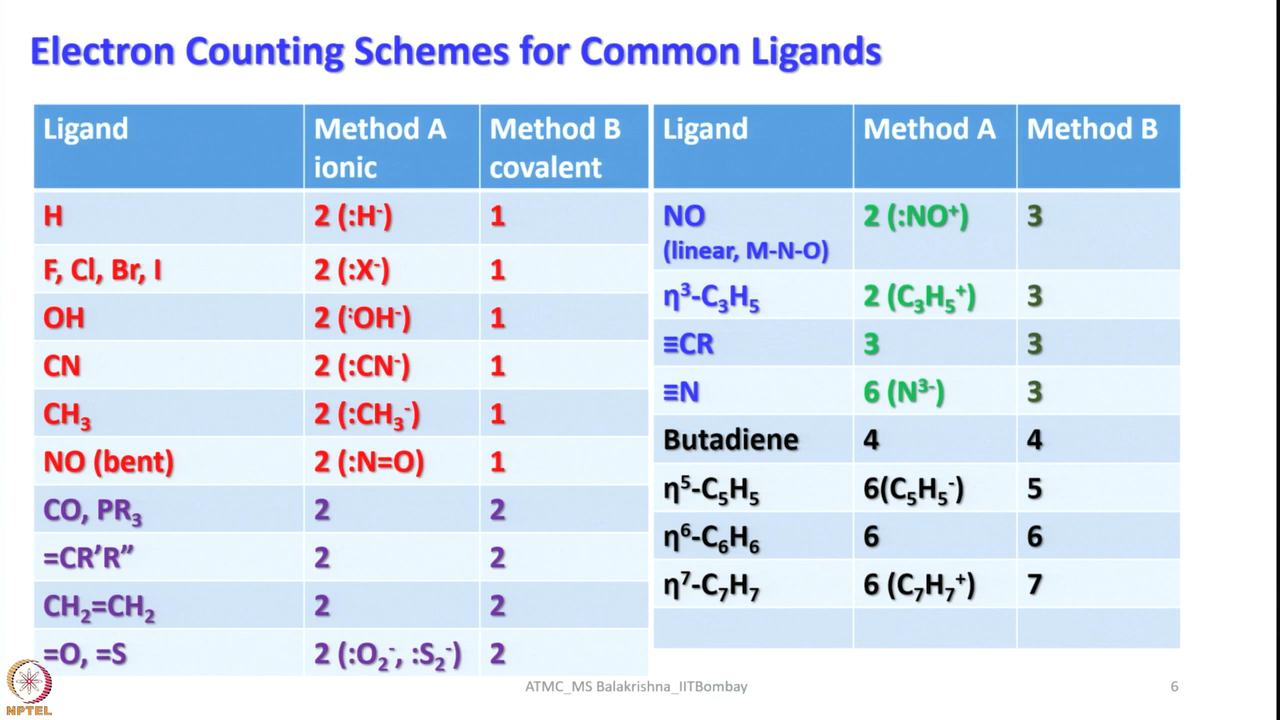 Electron Counting Schemes for Common Ligands
Ligand Method A ionic Method B covalent
H 2 (:H⁻) 1
F, Cl, Br, I 2 (:X⁻) 1
OH 2 (:OH⁻) 1
CN 2 (:CN⁻) 1
CH₃ 2 (:CH₃⁻) 1
NO (bent) 2 (:N=O) 1
CO, PR₃ 2 2
=CR’R” 2 2
CH₂=CH₂ 2 2
=O, =S 2 (:O₂⁻, :S₂⁻) 2
Ligand Method A Method B
NO (linear, M-N-O) 2 (:NO⁺) 3
η³-C₃H₅ 2 (C₃H₅⁺) 3
≡CR 3 3
≡N 6 (N³⁻) 3
Butadiene 4 4
η⁵-C₅H₅ 6(C₅H₅⁻) 5
η⁶-C₆H₆ 6 6
η⁷-C₇H₇ 6 (C₇H₇⁺) 7
NPTEL
ATMC_MS Balakrishna_IITBombay
6